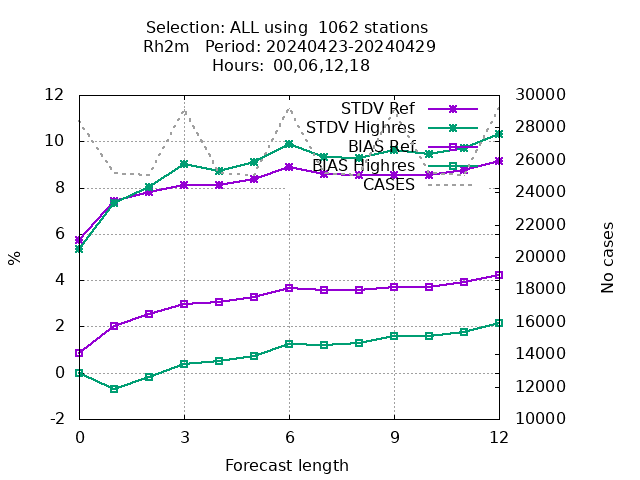 Selection: ALL using  1062 stations
Rh2m   Period: 20240423-20240429
Hours:  00,06,12,18
12 30000
STDV Ref
28000
STDV Highres
10
BIAS Ref
26000
BIAS Highres
8
CASES
24000
22000
6
20000
%
No cases
4
18000
2
16000
14000
0
12000
-2 10000
0 3 6 9 12
Forecast length